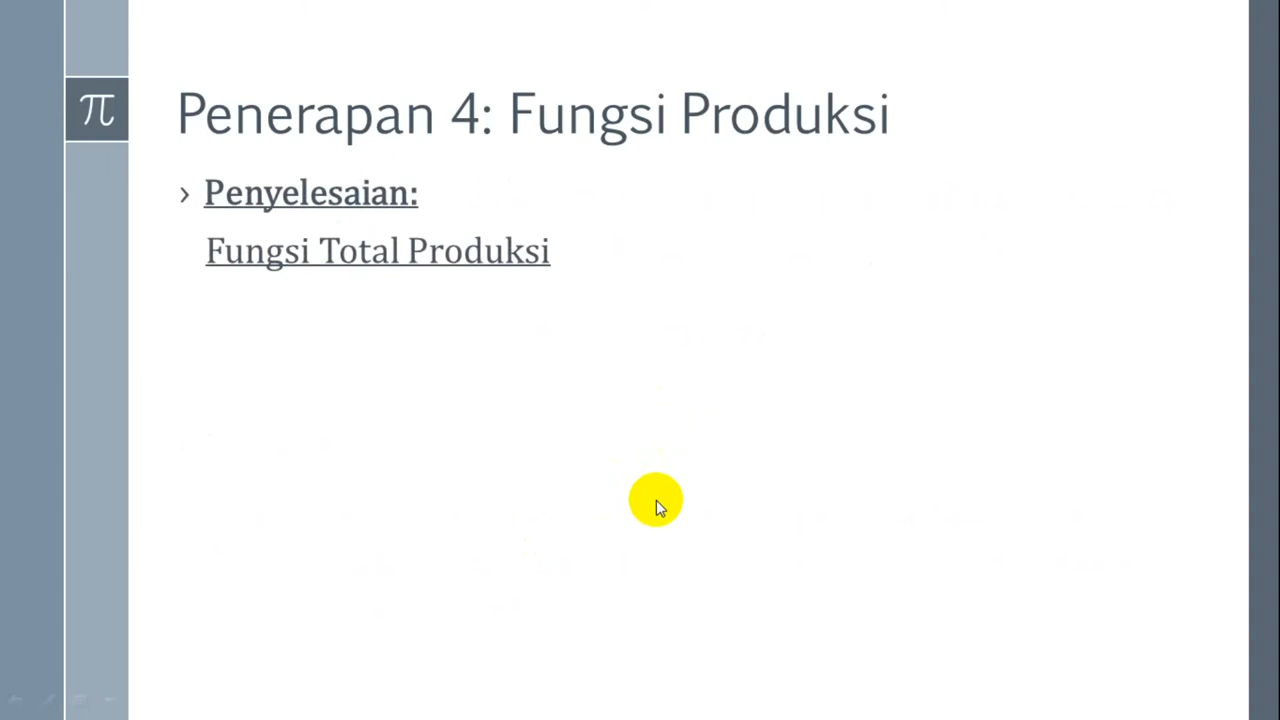 π
Penerapan 4: Fungsi Produksi
› Penyelesaian:
Fungsi Total Produksi